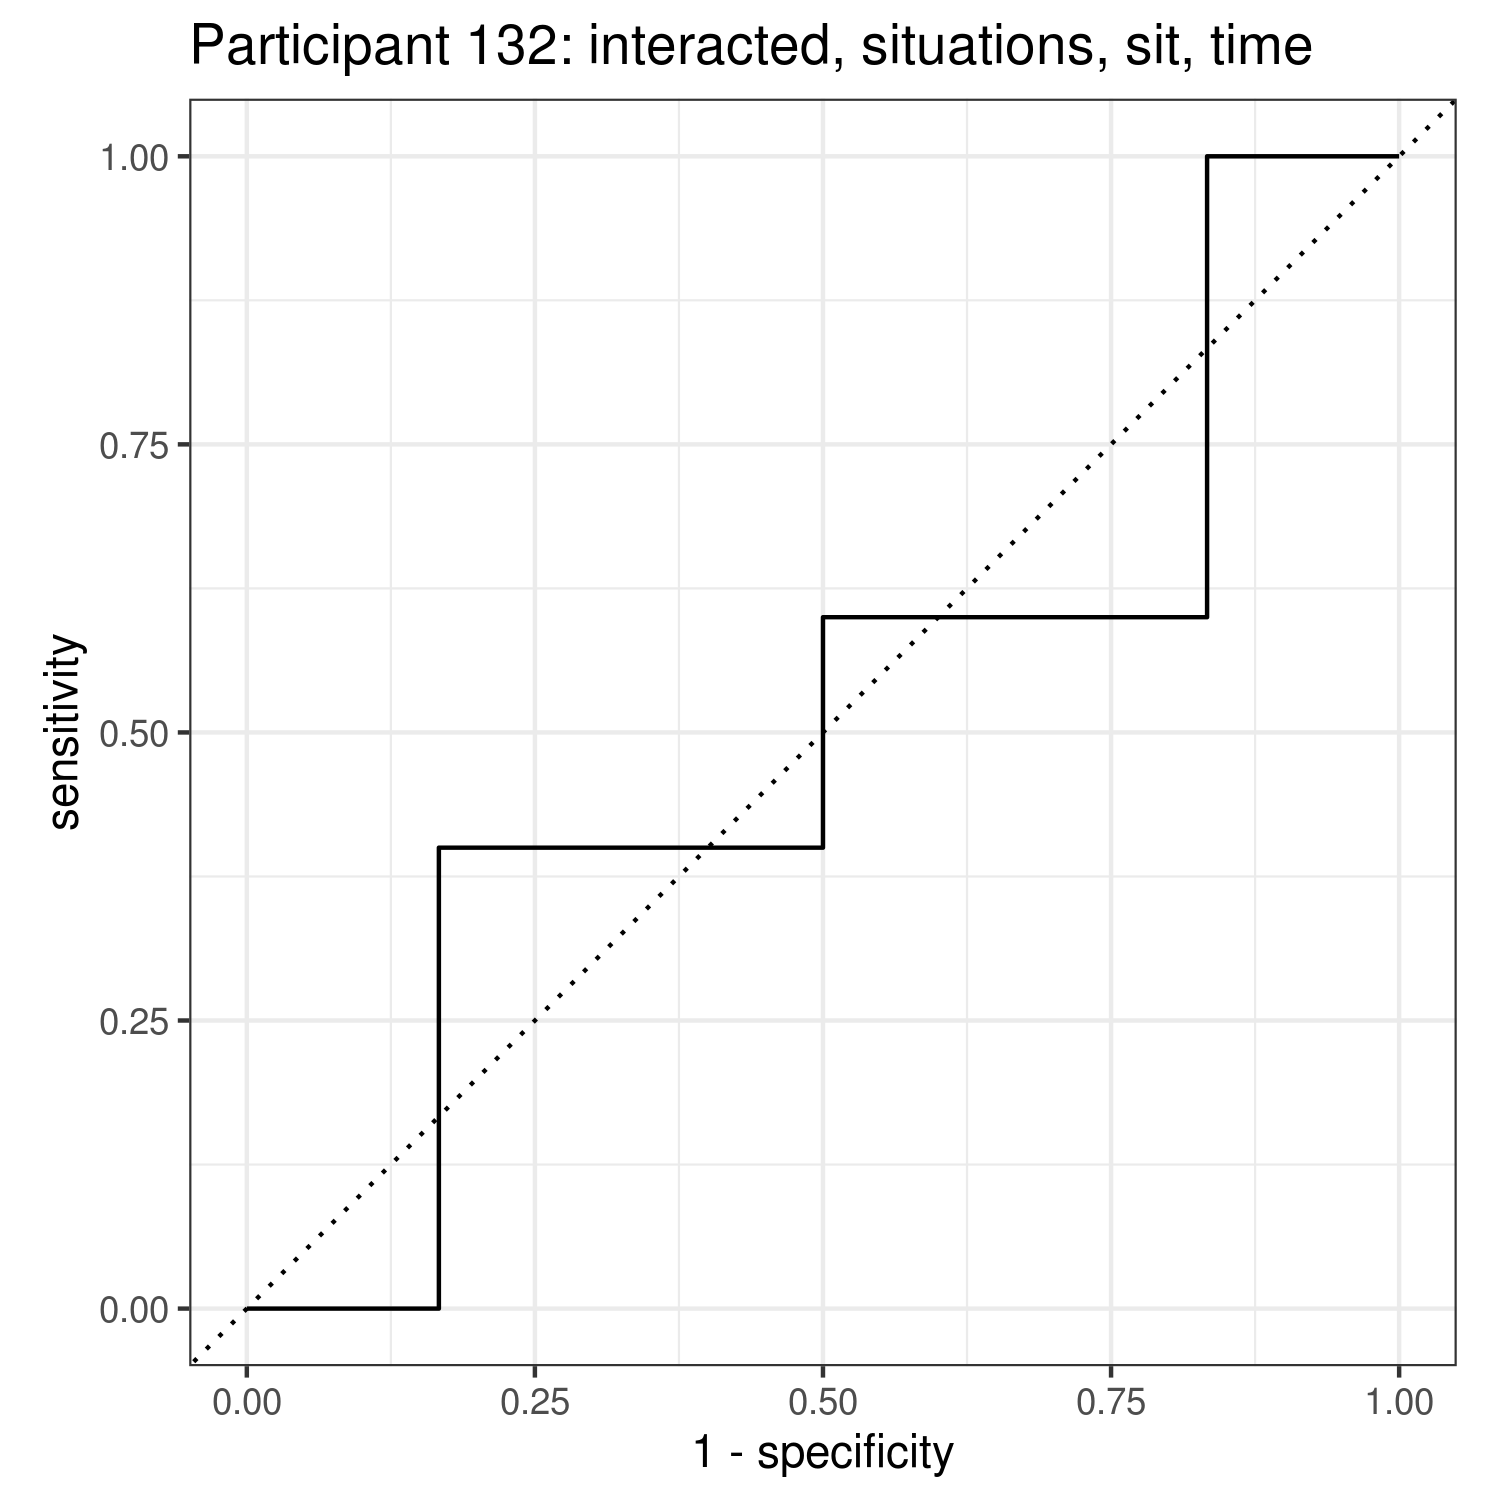 Participant 132: interacted, situations, sit, time
1.00
0.75
0.50
0.25
0.00
sensitivity
0.00 0.25 0.50 0.75 1.00
1 - specificity